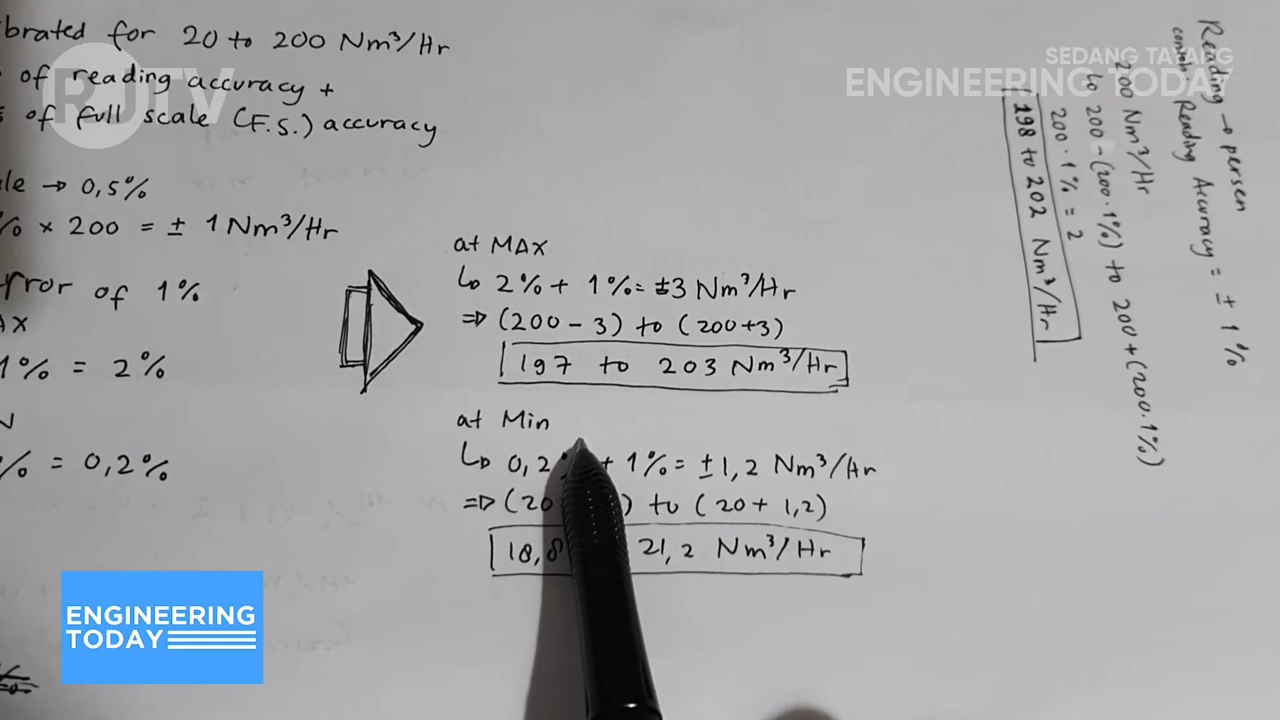 brated for 20 to 200 Nm³/Hr
of reading accuracy +
of full scale (F.S.) accuracy
le → 0,5%
% × 200 = ± 1 Nm³/Hr
rror of 1%
AX
1% = 2%
N
% = 0,2%
at MAX
↳ 2% + 1% = ±3 Nm³/Hr
⇒ (200 - 3) to (200+3)
197 to 203 Nm³/Hr
at Min
↳ 0,2% + 1% = ±1,2 Nm³/Hr
⇒ (20 ) to (20 + 1,2)
18,8 21,2 Nm³/Hr
Reading → persen
contoh: Reading Accuracy = ± 1%
200 Nm³/Hr
↳ 200 - (200.1%) to 200 + (200.1%)
200 . 1% = 2
198 to 202 Nm³/Hr
RJTV
SEDANG TAYANG
ENGINEERING TODAY
ENGINEERING
TODAY